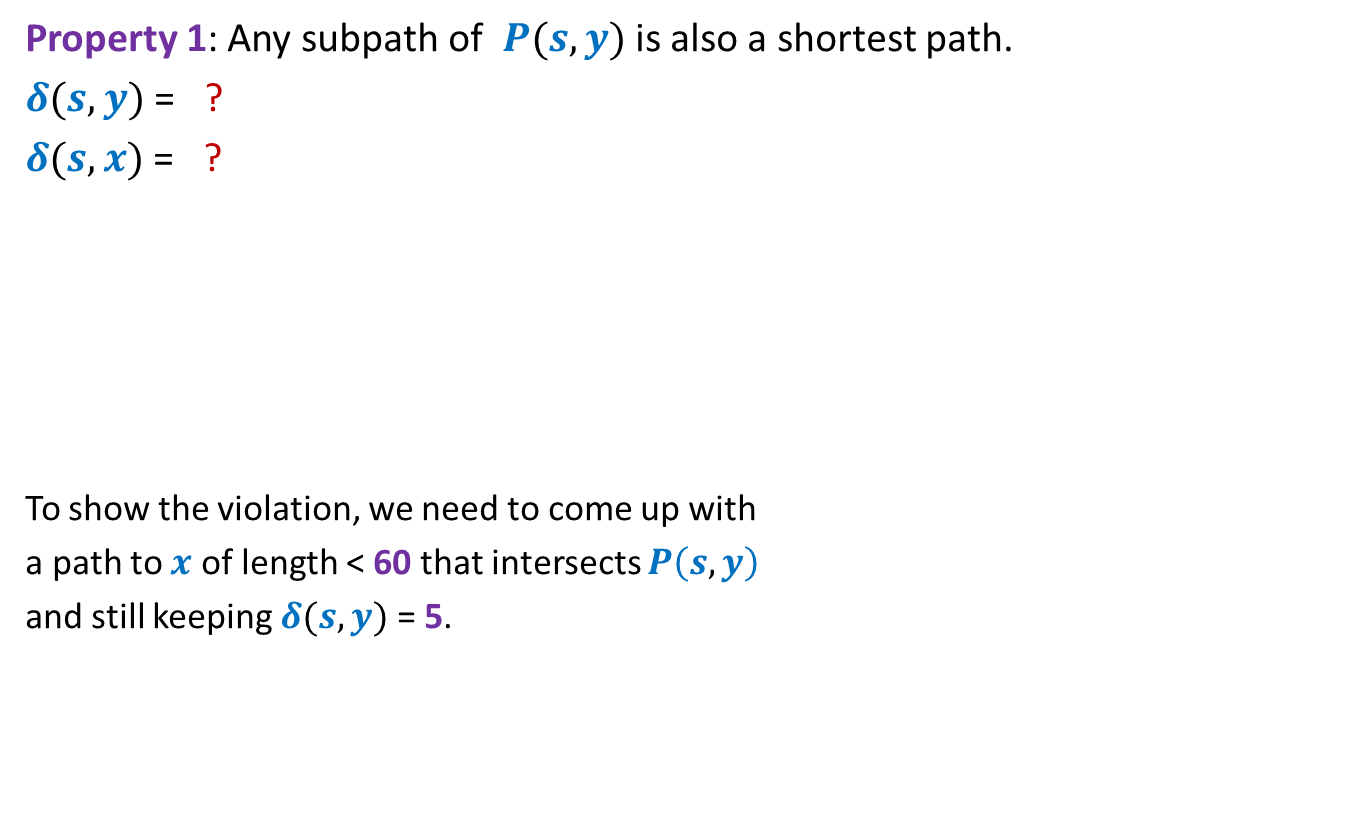 Property 1: Any subpath of P(s, y) is also a shortest path.
δ(s, y) = ?
δ(s, x) = ?
To show the violation, we need to come up with
a path to x of length < 60 that intersects P(s, y)
and still keeping δ(s, y) = 5.